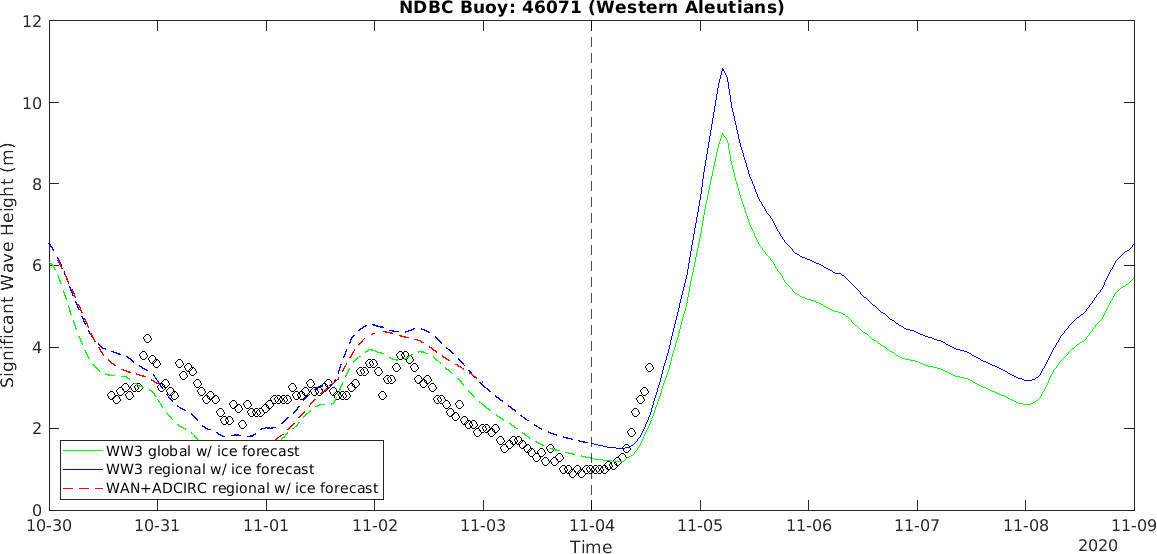 NDBC Buoy: 46071 (Western Aleutians)
12
10
8
6
4
2
0
Significant Wave Height (m)
WW3 global w/ ice forecast
WW3 regional w/ ice forecast
WAN+ADCIRC regional w/ ice forecast
10-30 10-31 11-01 11-02 11-03 11-04 11-05 11-06 11-07 11-08 11-09
Time
2020